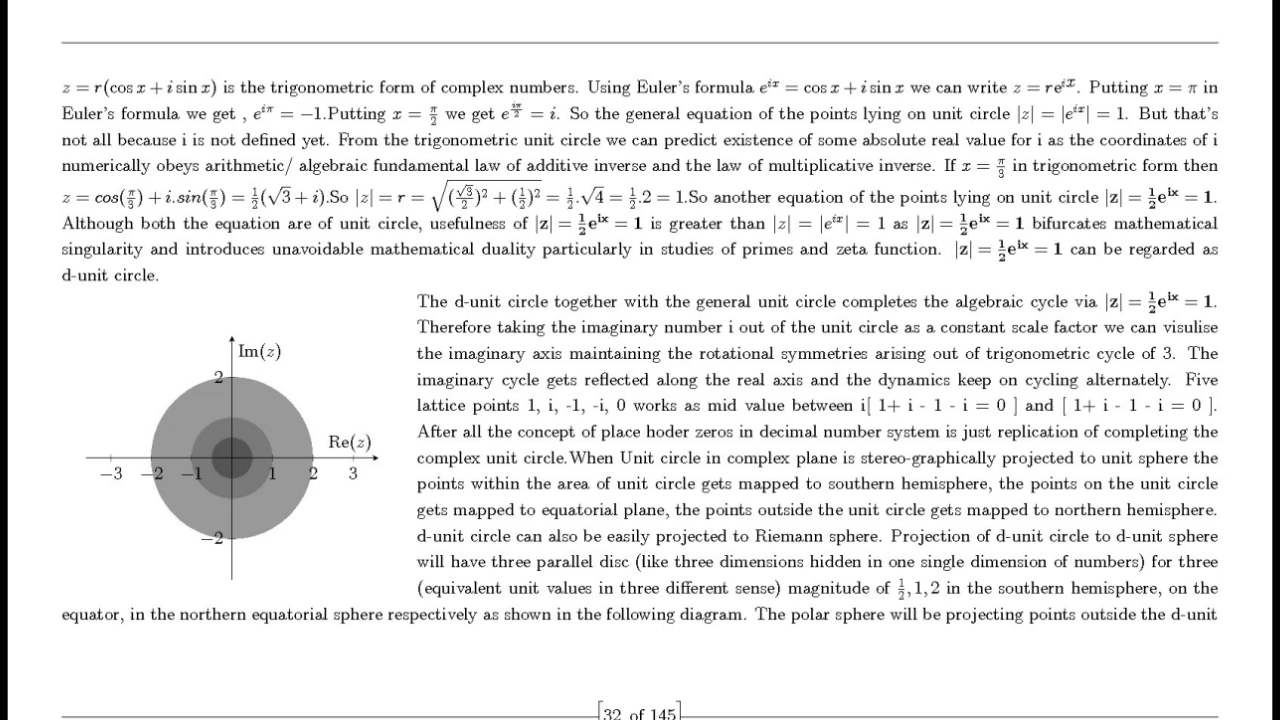 z = r(cos x + i sin x) is the trigonometric form of complex numbers. Using Euler's formula e^{ix} = cos x + i sin x we can write z = re^{ix}. Putting x = π in
Euler's formula we get , e^{iπ} = −1.Putting x = π/2 we get e^{iπ/2} = i. So the general equation of the points lying on unit circle |z| = |e^{ix}| = 1. But that's
not all because i is not defined yet. From the trigonometric unit circle we can predict existence of some absolute real value for i as the coordinates of i
numerically obeys arithmetic/ algebraic fundamental law of additive inverse and the law of multiplicative inverse. If x = π/3 in trigonometric form then
z = cos(π/3) + i.sin(π/3) = 1/2(√3 + i).So |z| = r = √((√3/2)² + (1/2)²) = 1/2.√4 = 1/2.2 = 1.So another equation of the points lying on unit circle |z| = 1/2e^{ix} = 1.
Although both the equation are of unit circle, usefulness of |z| = 1/2e^{ix} = 1 is greater than |z| = |e^{ix}| = 1 as |z| = 1/2e^{ix} = 1 bifurcates mathematical
singularity and introduces unavoidable mathematical duality particularly in studies of primes and zeta function. |z| = 1/2e^{ix} = 1 can be regarded as
d-unit circle.
The d-unit circle together with the general unit circle completes the algebraic cycle via |z| = 1/2e^{ix} = 1.
Therefore taking the imaginary number i out of the unit circle as a constant scale factor we can visulise
the imaginary axis maintaining the rotational symmetries arising out of trigonometric cycle of 3. The
imaginary cycle gets reflected along the real axis and the dynamics keep on cycling alternately. Five
lattice points 1, i, -1, -i, 0 works as mid value between i[ 1+ i - 1 - i = 0 ] and [ 1+ i - 1 - i = 0 ].
After all the concept of place hoder zeros in decimal number system is just replication of completing the
complex unit circle.When Unit circle in complex plane is stereo-graphically projected to unit sphere the
points within the area of unit circle gets mapped to southern hemisphere, the points on the unit circle
gets mapped to equatorial plane, the points outside the unit circle gets mapped to northern hemisphere.
d-unit circle can also be easily projected to Riemann sphere. Projection of d-unit circle to d-unit sphere
will have three parallel disc (like three dimensions hidden in one single dimension of numbers) for three
(equivalent unit values in three different sense) magnitude of 1/2, 1, 2 in the southern hemisphere, on the
equator, in the northern equatorial sphere respectively as shown in the following diagram. The polar sphere will be projecting points outside the d-unit
Im(z)
2
Re(z)
−3 −2 −1 1 2 3
−2
[32 of 145]